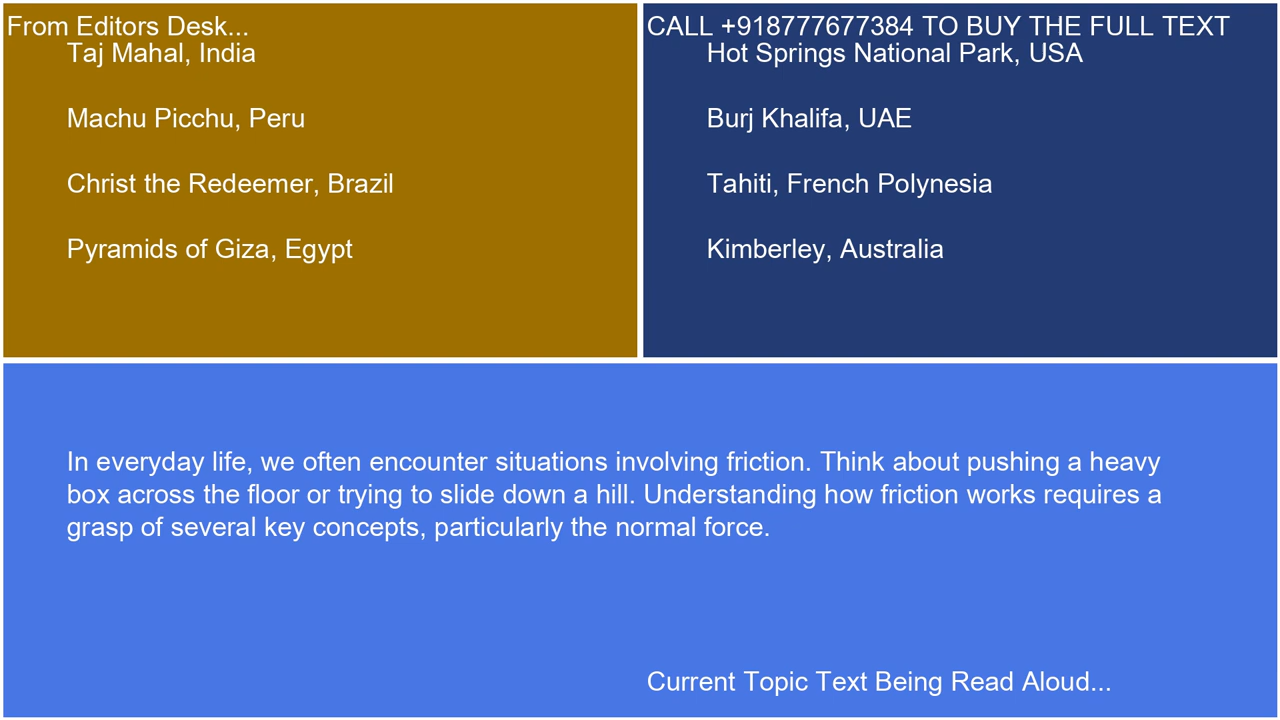 From Editors Desk...
Taj Mahal, India
Machu Picchu, Peru
Christ the Redeemer, Brazil
Pyramids of Giza, Egypt
CALL +918777677384 TO BUY THE FULL TEXT
Hot Springs National Park, USA
Burj Khalifa, UAE
Tahiti, French Polynesia
Kimberley, Australia
In everyday life, we often encounter situations involving friction. Think about pushing a heavy
box across the floor or trying to slide down a hill. Understanding how friction works requires a
grasp of several key concepts, particularly the normal force.
Current Topic Text Being Read Aloud...